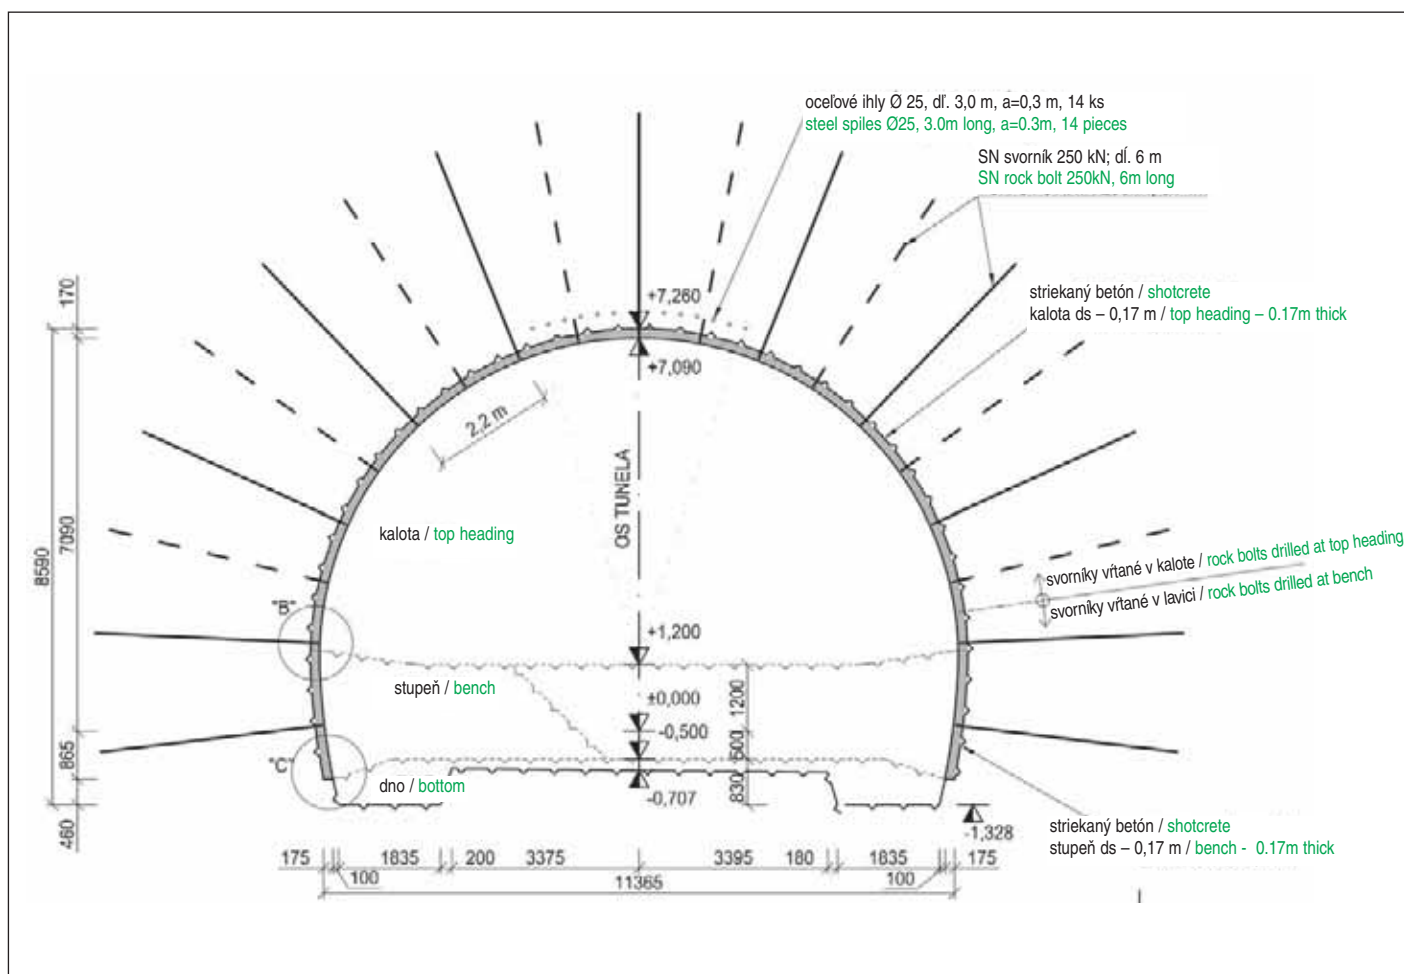 oceľové ihly Ø 25, dľ. 3,0 m, a=0,3 m, 14 ks
steel spiles Ø25, 3.0m long, a=0.3m, 14 pieces
SN svorník 250 kN; dĺ. 6 m
SN rock bolt 250kN, 6m long
striekaný betón / shotcrete
kalota ds – 0,17 m / top heading – 0.17m thick
170
+7,260
+7,090
2,2 m
OS TUNELA
kalota / top heading
7090
8590
svorníky vŕtané v kalote / rock bolts drilled at top heading
svorníky vŕtané v lavici / rock bolts drilled at bench
"B"
+1,200
stupeň / bench
±0,000
1200
-0,500
500
865
"C"
dno / bottom
-0,707
830
460
-1,328
striekaný betón / shotcrete
stupeň ds – 0,17 m / bench - 0.17m thick
175
1835
200
3375
3395
180
1835
175
100
11365
100